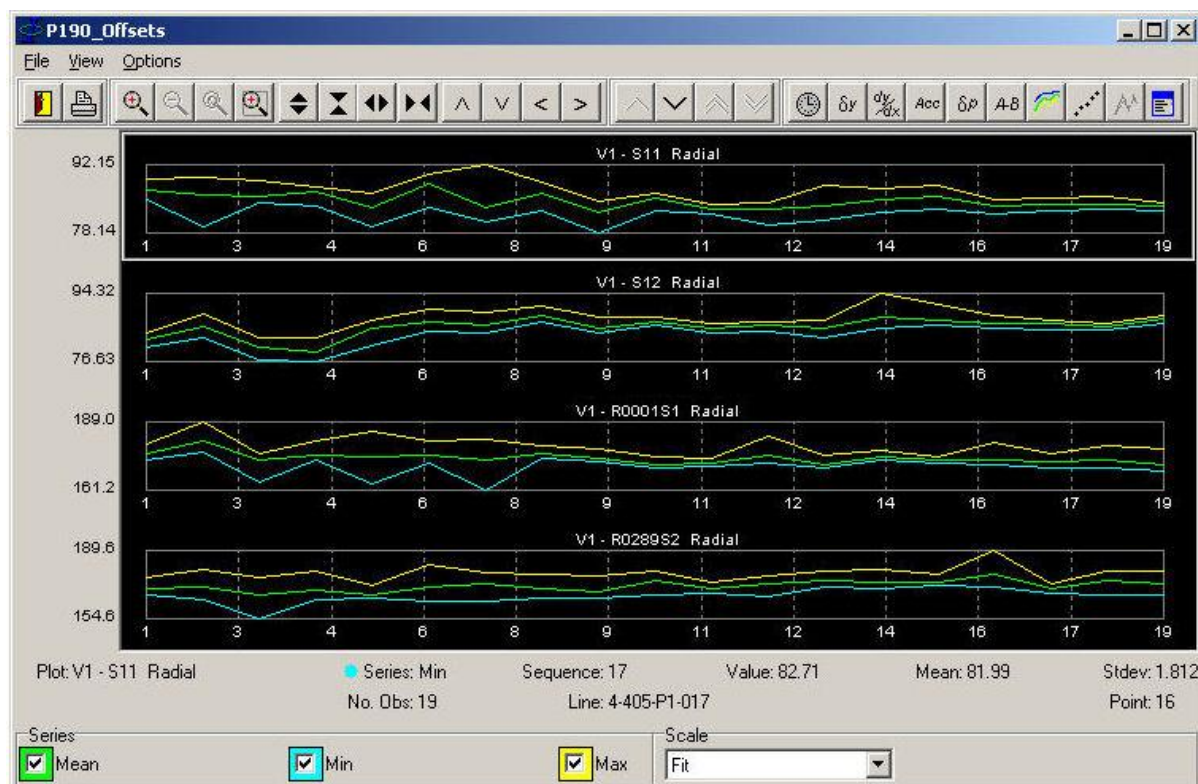 P190_Offsets
File View Options
δy dy/dx Acc δp A-B
V1 - S11 Radial
92.15
78.14
1 3 4 6 8 9 11 12 14 16 17 19
V1 - S12 Radial
94.32
76.63
1 3 4 6 8 9 11 12 14 16 17 19
V1 - R0001S1 Radial
189.0
161.2
1 3 4 6 8 9 11 12 14 16 17 19
V1 - R0289S2 Radial
189.6
154.6
1 3 4 6 8 9 11 12 14 16 17 19
Plot: V1 - S11 Radial Series: Min Sequence: 17 Value: 82.71 Mean: 81.99 Stdev: 1.812
No. Obs: 19 Line: 4-405-P1-017 Point: 16
Series Scale
Mean Min Max Fit